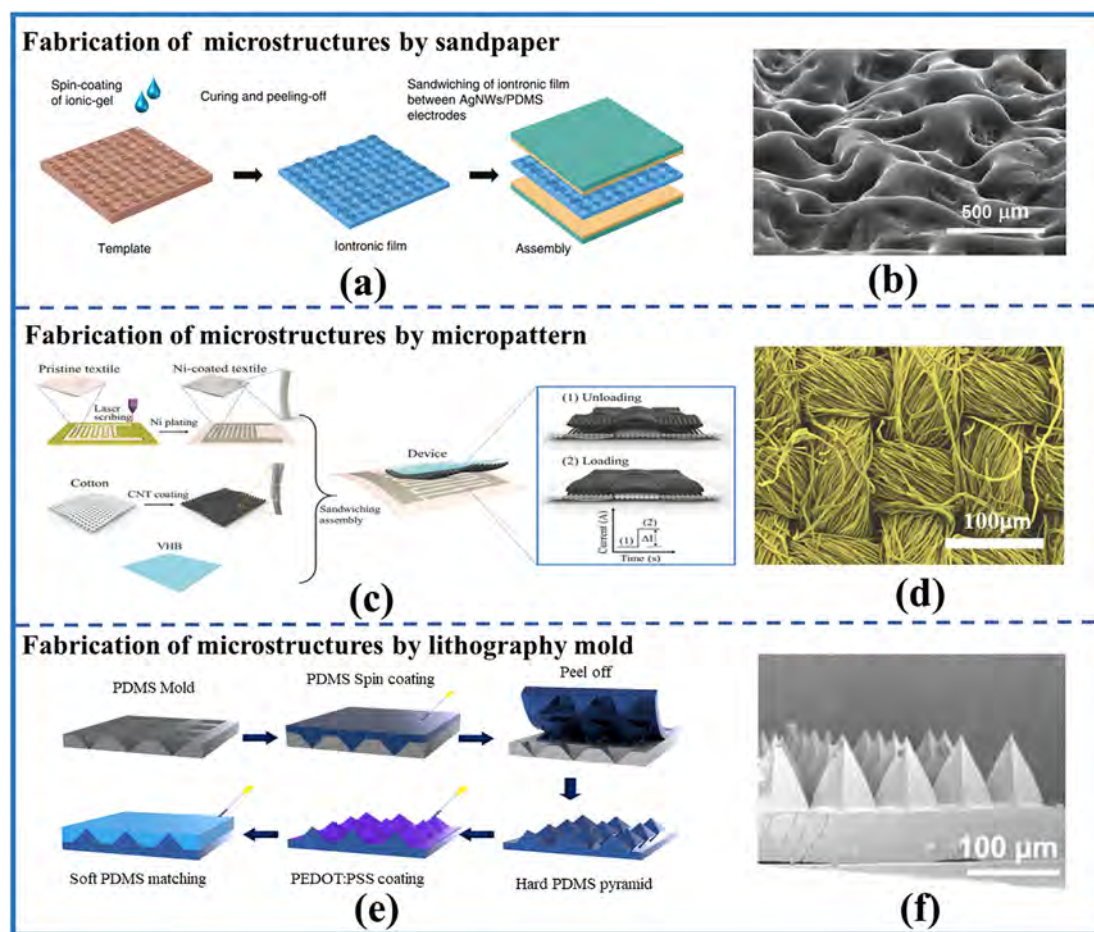 Fabrication of microstructures by sandpaper
Spin-coating
of ionic-gel
Curing and peeling-off
Sandwiching of iontronic film
between AgNWs/PDMS
electrodes
Template
Iontronic film
Assembly
500 μm
(a)
(b)
Fabrication of microstructures by micropattern
Pristine textile
Ni-coated textile
Laser
scribing
Ni plating
Cotton
CNT coating
VHB
Sandwiching
assembly
Device
(1) Unloading
(2) Loading
Current (A)
(1)
(2)
ΔI
Time (s)
100μm
(c)
(d)
Fabrication of microstructures by lithography mold
PDMS Mold
PDMS Spin coating
Peel off
Soft PDMS matching
PEDOT:PSS coating
Hard PDMS pyramid
100 μm
(e)
(f)